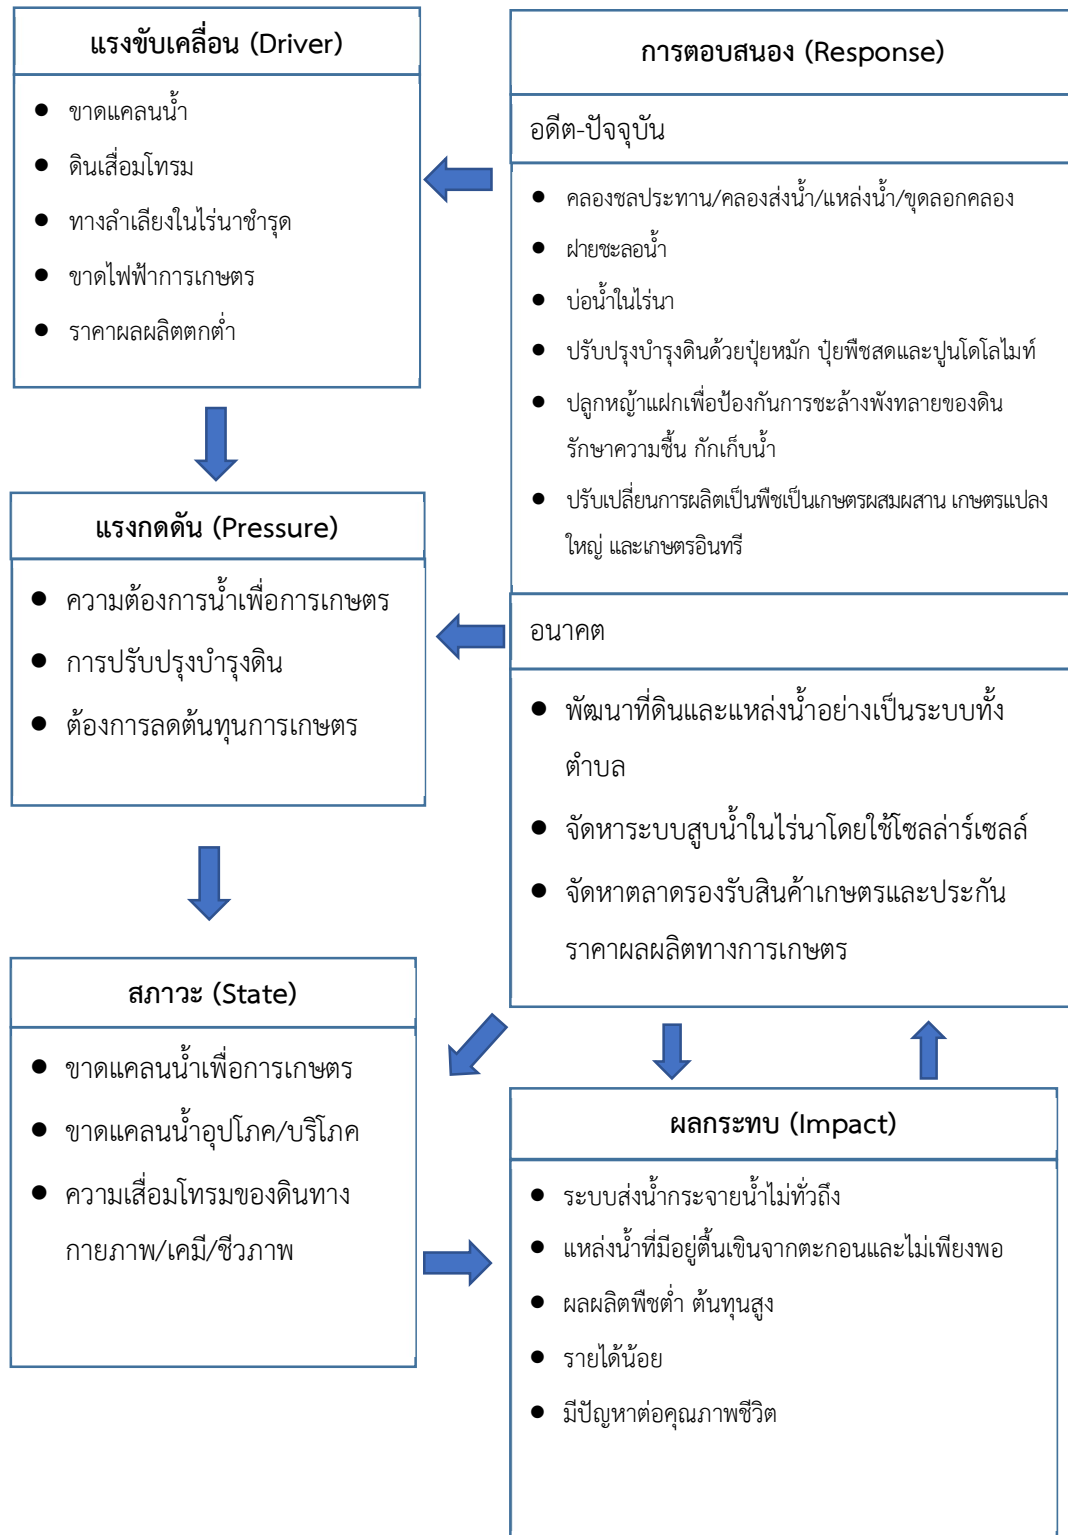 แรงขับเคลื่อน (Driver)
● ขาดแคลนน้ำ
● ดินเสื่อมโทรม
● ทางลำเลียงในไร่นาชำรุด
● ขาดไฟฟ้าการเกษตร
● ราคาผลผลิตตกต่ำ
แรงกดดัน (Pressure)
● ความต้องการน้ำเพื่อการเกษตร
● การปรับปรุงบำรุงดิน
● ต้องการลดต้นทุนการเกษตร
สภาวะ (State)
● ขาดแคลนน้ำเพื่อการเกษตร
● ขาดแคลนน้ำอุปโภค/บริโภค
● ความเสื่อมโทรมของดินทาง
กายภาพ/เคมี/ชีวภาพ
การตอบสนอง (Response)
อดีต-ปัจจุบัน
● คลองชลประทาน/คลองส่งน้ำ/แหล่งน้ำ/ขุดลอกคลอง
● ฝายชะลอน้ำ
● บ่อน้ำในไร่นา
● ปรับปรุงบำรุงดินด้วยปุ๋ยหมัก ปุ๋ยพืชสดและปูนโดโลไมท์
● ปลูกหญ้าแฝกเพื่อป้องกันการชะล้างพังทลายของดิน
รักษาความชื้น กักเก็บน้ำ
● ปรับเปลี่ยนการผลิตเป็นพืชเป็นเกษตรผสมผสาน เกษตรแปลง
ใหญ่ และเกษตรอินทรี
อนาคต
● พัฒนาที่ดินและแหล่งน้ำอย่างเป็นระบบทั้ง
ตำบล
● จัดหาระบบสูบน้ำในไร่นาโดยใช้โซลล่าร์เซลล์
● จัดหาตลาดรองรับสินค้าเกษตรและประกัน
ราคาผลผลิตทางการเกษตร
ผลกระทบ (Impact)
● ระบบส่งน้ำกระจายน้ำไม่ทั่วถึง
● แหล่งน้ำที่มีอยู่ตื้นเขินจากตะกอนและไม่เพียงพอ
● ผลผลิตพืชต่ำ ต้นทุนสูง
● รายได้น้อย
● มีปัญหาต่อคุณภาพชีวิต